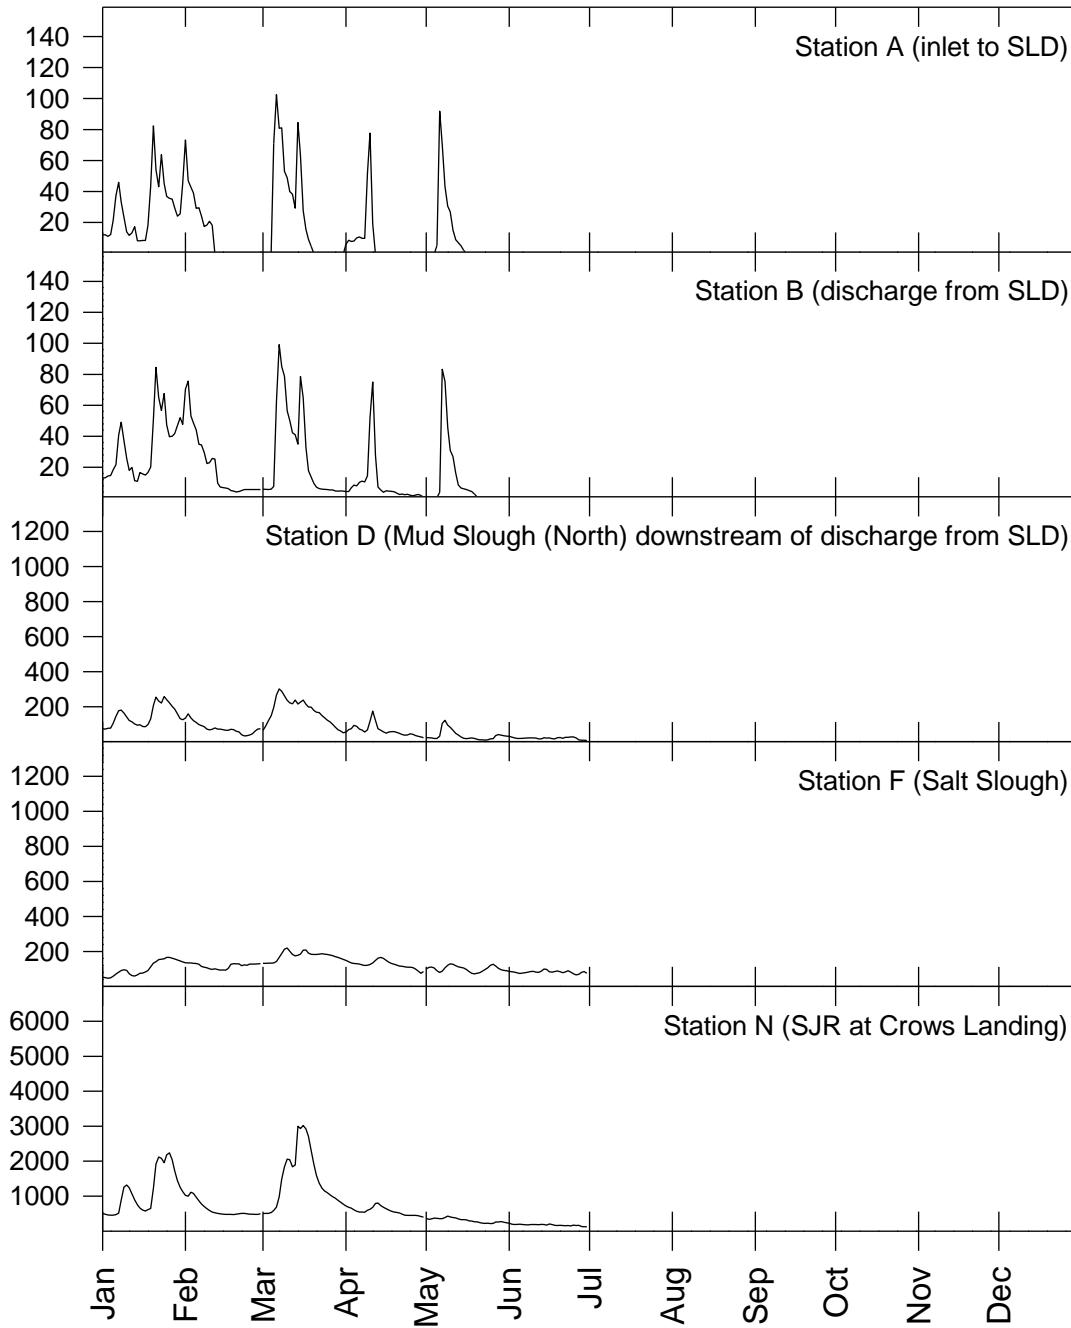 140
120
100
80
60
40
20
Station A (inlet to SLD)
140
120
100
80
60
40
20
Station B (discharge from SLD)
1200
1000
800
600
400
200
Station D (Mud Slough (North) downstream of discharge from SLD)
1200
1000
800
600
400
200
Station F (Salt Slough)
6000
5000
4000
3000
2000
1000
Station N (SJR at Crows Landing)
Jan
Feb
Mar
Apr
May
Jun
Jul
Aug
Sep
Oct
Nov
Dec